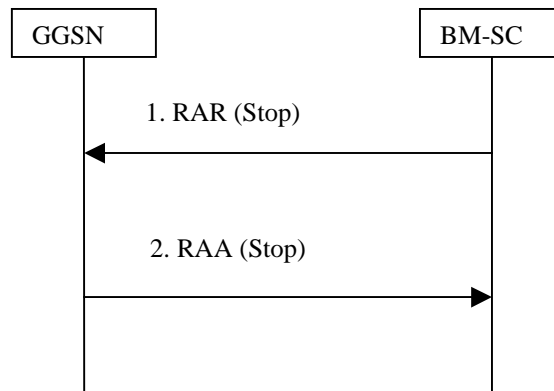 GGSN
BM-SC
1. RAR (Stop)
2. RAA (Stop)